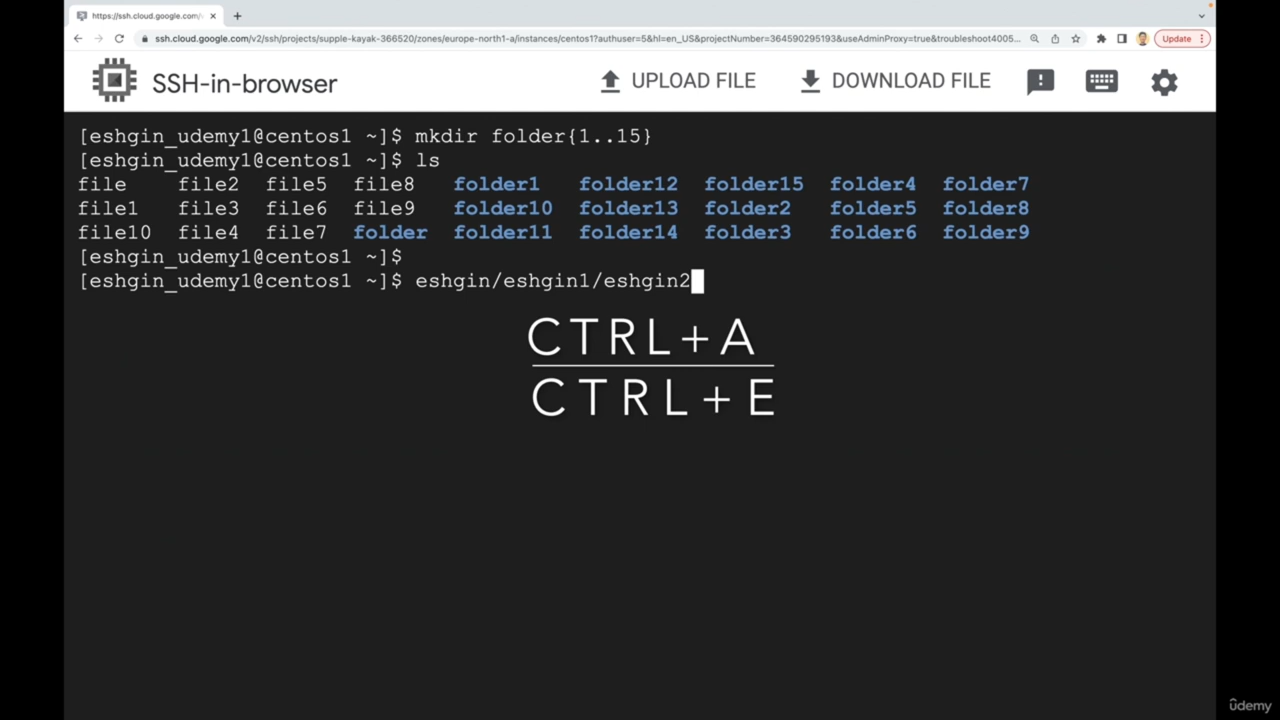 https://ssh.cloud.google.com/v
ssh.cloud.google.com/v2/ssh/projects/supple-kayak-366520/zones/europe-north1-a/instances/centos1?authuser=5&hl=en_US&projectNumber=364590295193&useAdminProxy=true&troubleshoot4005... Update
SSH-in-browser UPLOAD FILE DOWNLOAD FILE
[eshgin_udemy1@centos1 ~]$ mkdir folder{1..15}
[eshgin_udemy1@centos1 ~]$ ls
file file2 file5 file8 folder1 folder12 folder15 folder4 folder7
file1 file3 file6 file9 folder10 folder13 folder2 folder5 folder8
file10 file4 file7 folder folder11 folder14 folder3 folder6 folder9
[eshgin_udemy1@centos1 ~]$
[eshgin_udemy1@centos1 ~]$ eshgin/eshgin1/eshgin2
CTRL+A
CTRL+E
udemy